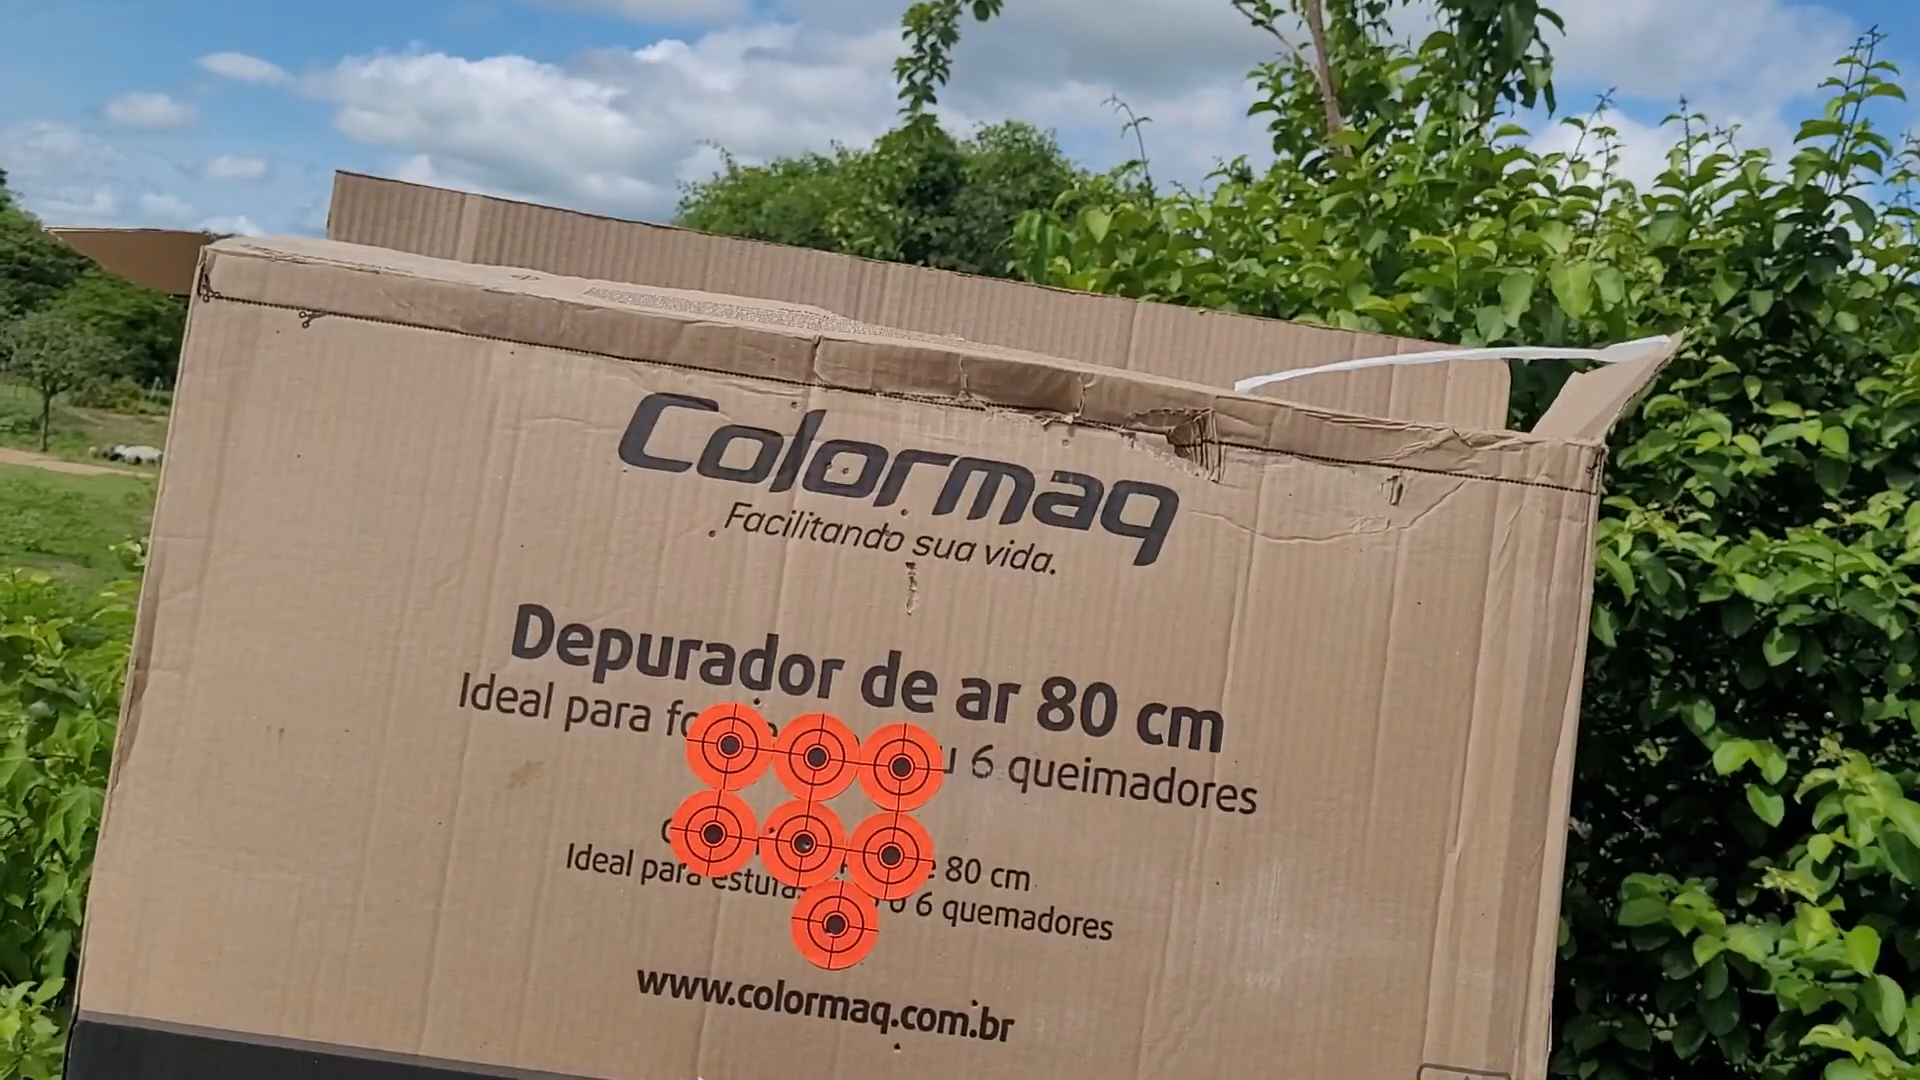 Colormaq
Facilitando sua vida.
Depurador de ar 80 cm
Ideal para 6 queimadores
80 cm
Ideal para 6 quemadores
www.colormaq.com.br